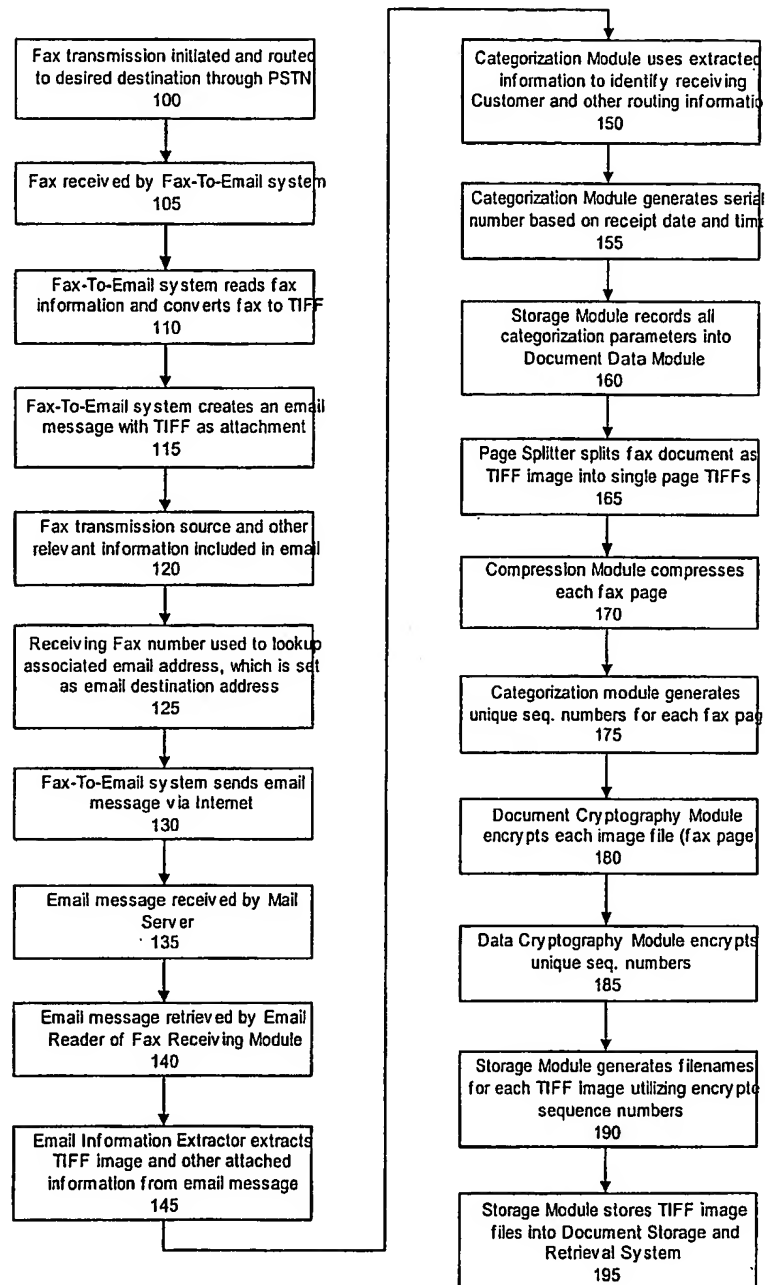 Fax transmission initiated and routed
to desired destination through PSTN
100
Fax received by Fax-To-Email system
105
Fax-To-Email system reads fax
information and converts fax to TIFF
110
Fax-To-Email system creates an email
message with TIFF as attachment
115
Fax transmission source and other
relevant information included in email
120
Receiving Fax number used to lookup
associated email address, which is set
as email destination address
125
Fax-To-Email system sends email
message via Internet
130
Email message received by Mail
Server
135
Email message retrieved by Email
Reader of Fax Receiving Module
140
Email Information Extractor extracts
TIFF image and other attached
information from email message
145
Categorization Module uses extracted
information to identify receiving
Customer and other routing informatio
150
Categorization Module generates serial
number based on receipt date and time
155
Storage Module records all
categorization parameters into
Document Data Module
160
Page Splitter splits fax document as
TIFF image into single page TIFFs
165
Compression Module compresses
each fax page
170
Categorization module generates
unique seq. numbers for each fax pag
175
Document Cryptography Module
encrypts each image file (fax page
180
Data Cryptography Module encrypts
unique seq. numbers
185
Storage Module generates filenames
for each TIFF image utilizing encrypte
sequence numbers
190
Storage Module stores TIFF image
files into Document Storage and
Retrieval System
195